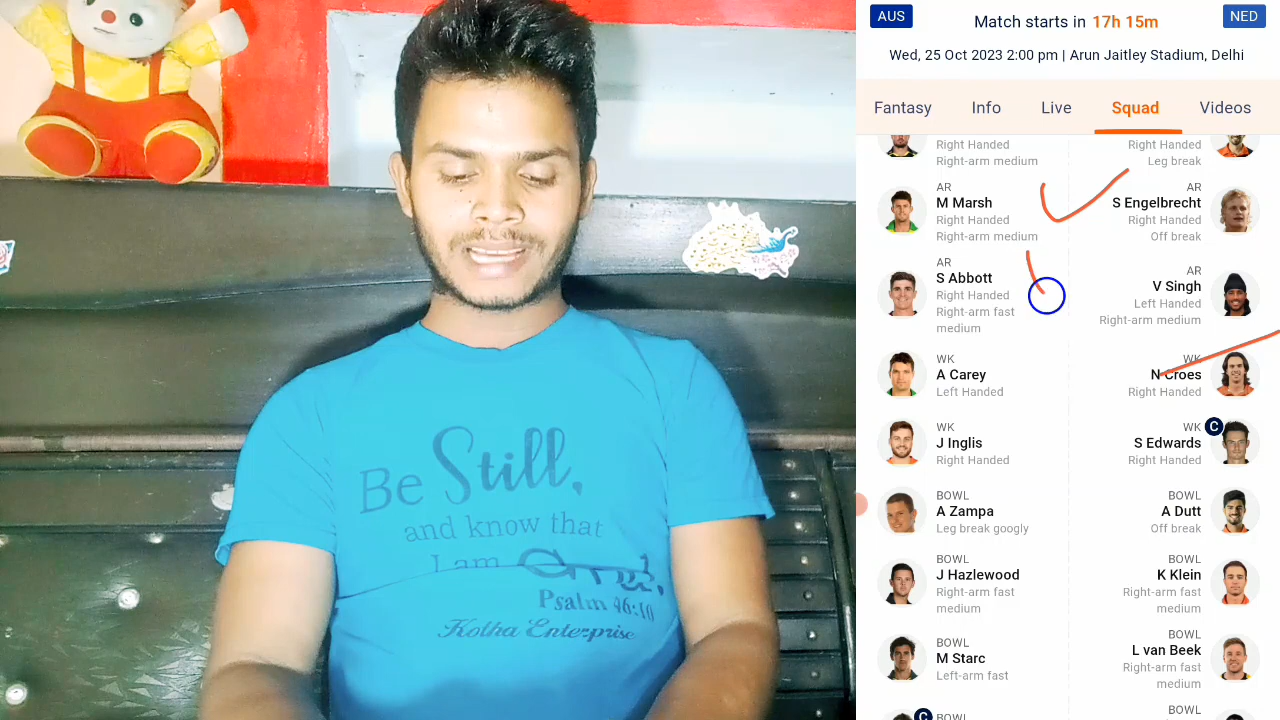 Be Still,
and know that
I am God.
Psalm 46:10
Kotha Enterprise
AUS
Match starts in 17h 15m
NED
Wed, 25 Oct 2023 2:00 pm | Arun Jaitley Stadium, Delhi
Fantasy Info Live Squad Videos
Right Handed
Right-arm medium
Right Handed
Leg break
AR
M Marsh
Right Handed
Right-arm medium
AR
S Engelbrecht
Right Handed
Off break
AR
S Abbott
Right Handed
Right-arm fast
medium
AR
V Singh
Left Handed
Right-arm medium
WK
A Carey
Left Handed
WK
N Croes
Right Handed
WK
J Inglis
Right Handed
C
WK
S Edwards
Right Handed
BOWL
A Zampa
Leg break googly
BOWL
A Dutt
Off break
BOWL
J Hazlewood
Right-arm fast
medium
BOWL
K Klein
Right-arm fast
medium
BOWL
M Starc
Left-arm fast
BOWL
L van Beek
Right-arm fast
medium
C
BOWL
BOWL